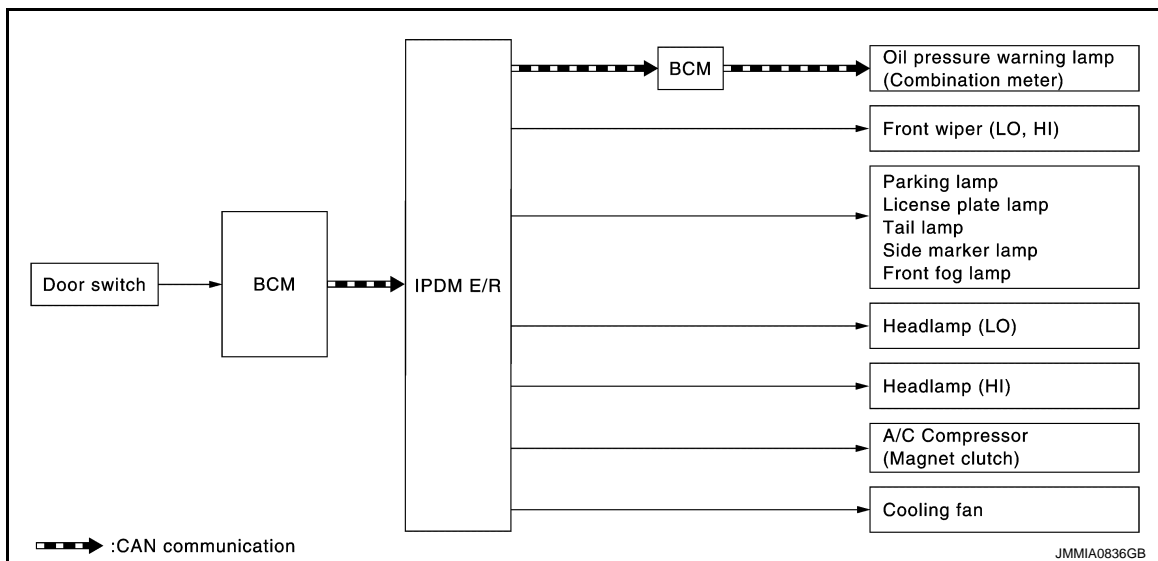 BCM
Oil pressure warning lamp
(Combination meter)
Front wiper (LO, HI)
Parking lamp
License plate lamp
Tail lamp
Side marker lamp
Front fog lamp
Door switch
BCM
IPDM E/R
Headlamp (LO)
Headlamp (HI)
A/C Compressor
(Magnet clutch)
Cooling fan
:CAN communication
JMMIA0836GB